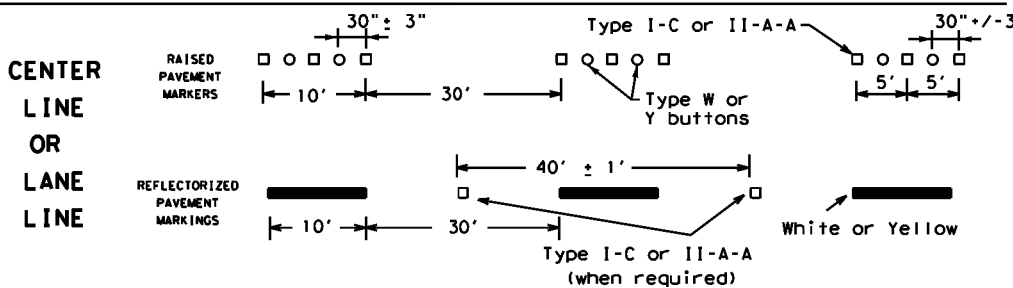 CENTER
LINE
OR
LANE
LINE
RAISED
PAVEMENT
MARKERS
30" ± 3"
10'
30'
Type I-C or II-A-A
Type W or
Y buttons
30"+/-3
5'
5'
REFLECTORIZED
PAVEMENT
MARKINGS
40' ± 1'
10'
30'
Type I-C or II-A-A
(when required)
White or Yellow